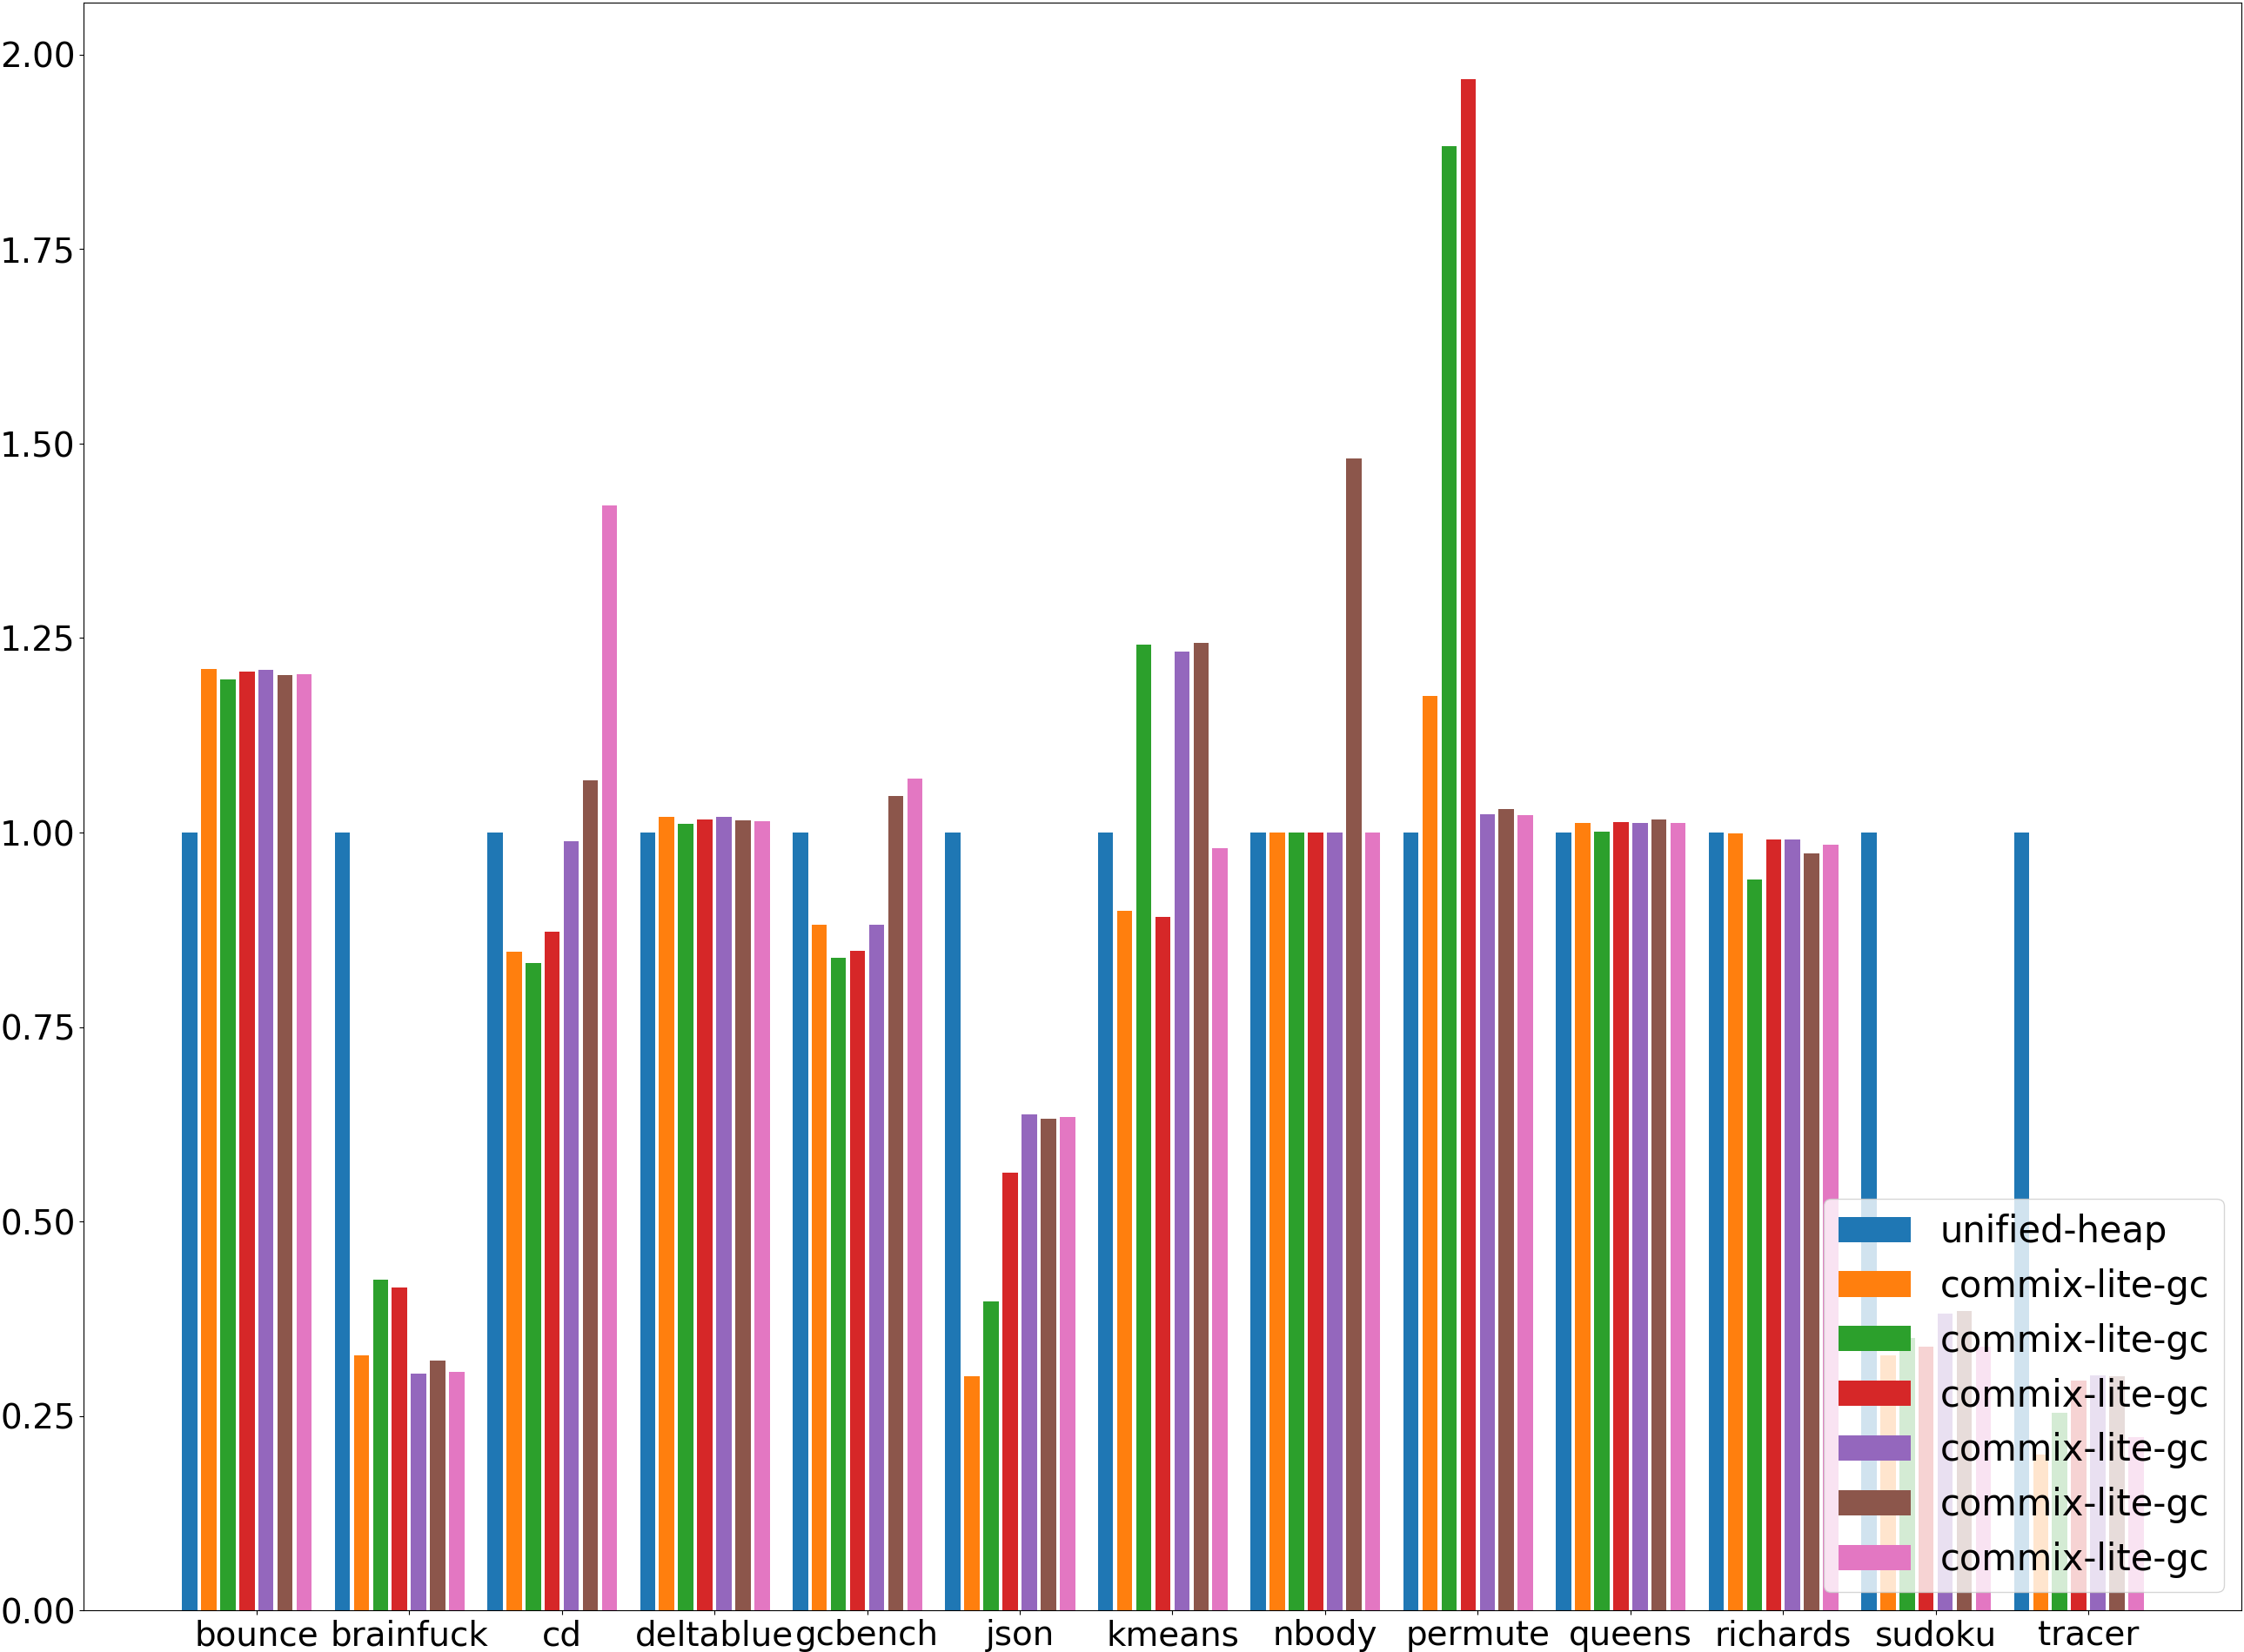 2.00
1.75
1.50
1.25
1.00
0.75
0.50
0.25
0.00
bounce brainfuck cd deltablue gcbench json kmeans nbody permute queens richards sudoku tracer
unified-heap
commix-lite-gc
commix-lite-gc
commix-lite-gc
commix-lite-gc
commix-lite-gc
commix-lite-gc